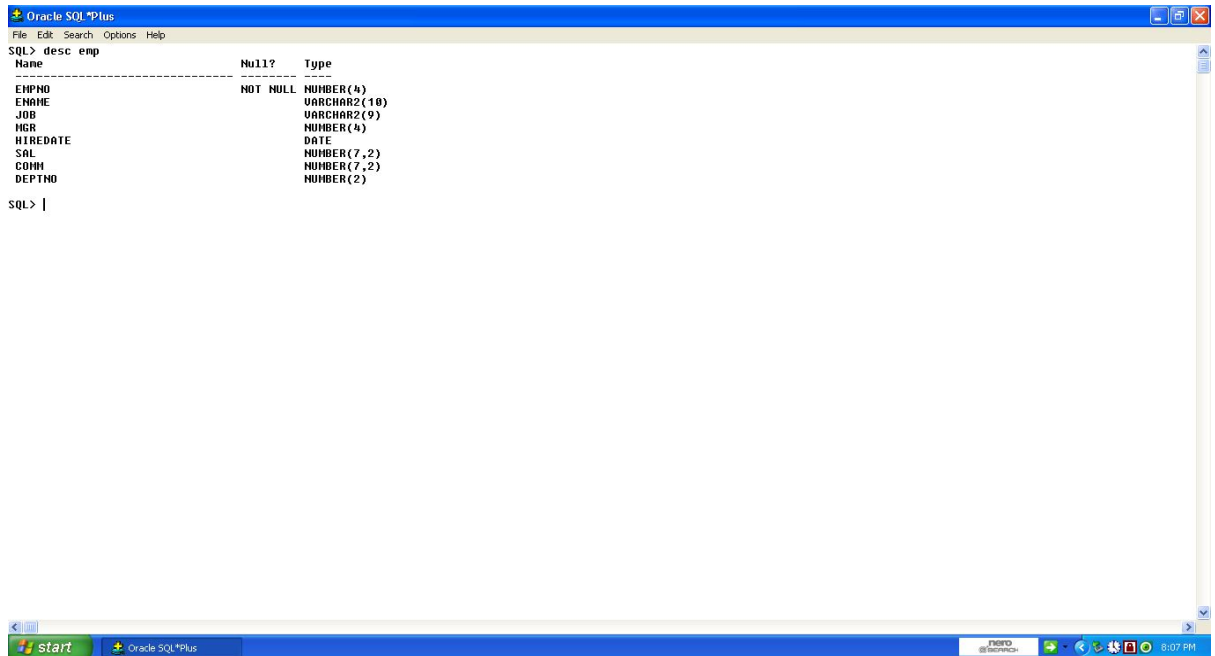 Oracle SQL*Plus
File Edit Search Options Help
SQL> desc emp
Name Null? Type
------------------------------- -------- ----
EMPNO NOT NULL NUMBER(4)
ENAME VARCHAR2(10)
JOB VARCHAR2(9)
MGR NUMBER(4)
HIREDATE DATE
SAL NUMBER(7,2)
COMM NUMBER(7,2)
DEPTNO NUMBER(2)
SQL>
start Oracle SQL*Plus nero SEARCH 8:07 PM